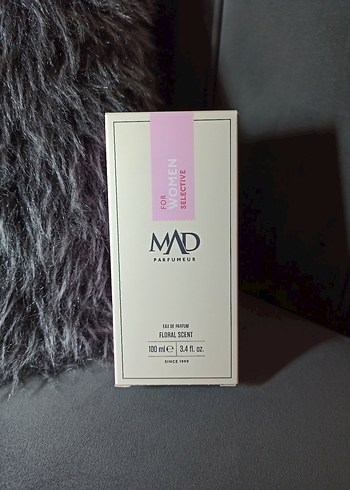 FOR
WOMEN
SELECTIVE
MAD
PARFUMEUR
EAU DE PARFUM
FLORAL SCENT
100 ml ℮ 3.4 fl. oz.
SINCE 1999